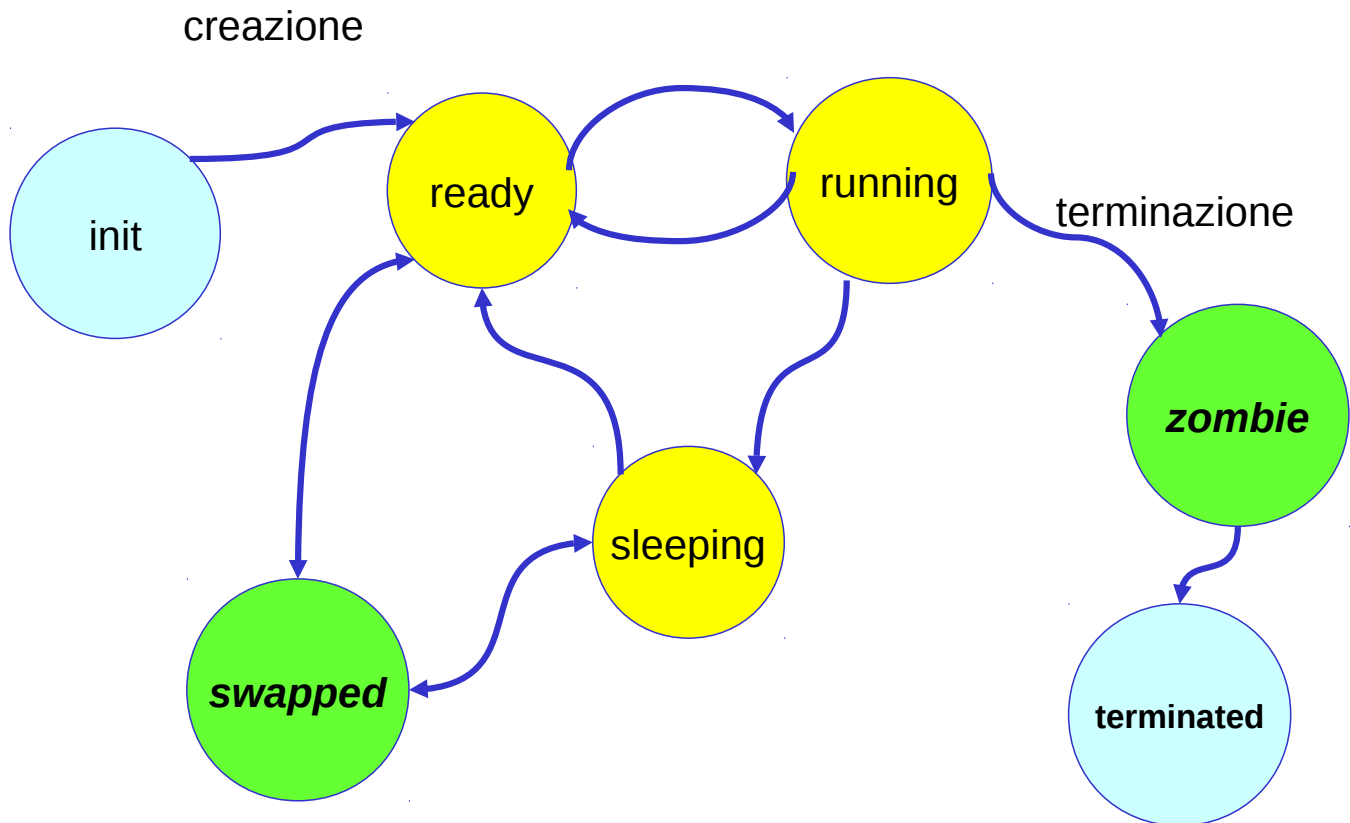 creazione
init
ready
running
terminazione
zombie
sleeping
swapped
terminated